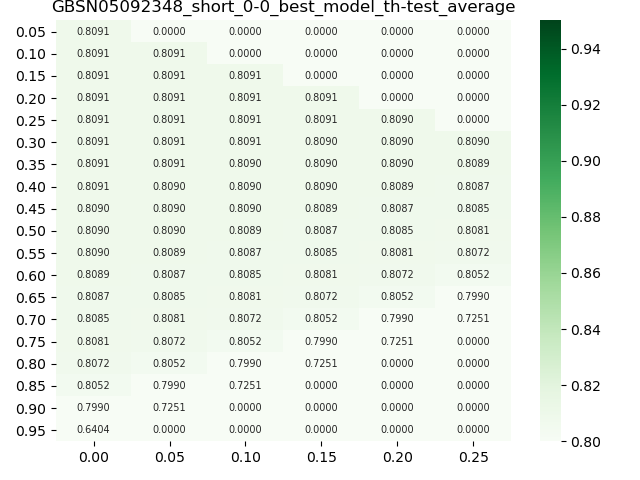 GBSN05092348_short_0-0_best_model_th-test_average
0.05 0.8091 0.0000 0.0000 0.0000 0.0000 0.0000
0.10 0.8091 0.8091 0.0000 0.0000 0.0000 0.0000
0.15 0.8091 0.8091 0.8091 0.0000 0.0000 0.0000
0.20 0.8091 0.8091 0.8091 0.8091 0.0000 0.0000
0.25 0.8091 0.8091 0.8091 0.8091 0.8090 0.0000
0.30 0.8091 0.8091 0.8091 0.8090 0.8090 0.8090
0.35 0.8091 0.8091 0.8090 0.8090 0.8090 0.8089
0.40 0.8091 0.8090 0.8090 0.8090 0.8089 0.8087
0.45 0.8090 0.8090 0.8090 0.8089 0.8087 0.8085
0.50 0.8090 0.8090 0.8089 0.8087 0.8085 0.8081
0.55 0.8090 0.8089 0.8087 0.8085 0.8081 0.8072
0.60 0.8089 0.8087 0.8085 0.8081 0.8072 0.8052
0.65 0.8087 0.8085 0.8081 0.8072 0.8052 0.7990
0.70 0.8085 0.8081 0.8072 0.8052 0.7990 0.7251
0.75 0.8081 0.8072 0.8052 0.7990 0.7251 0.0000
0.80 0.8072 0.8052 0.7990 0.7251 0.0000 0.0000
0.85 0.8052 0.7990 0.7251 0.0000 0.0000 0.0000
0.90 0.7990 0.7251 0.0000 0.0000 0.0000 0.0000
0.95 0.6404 0.0000 0.0000 0.0000 0.0000 0.0000
0.00 0.05 0.10 0.15 0.20 0.25
0.94
0.92
0.90
0.88
0.86
0.84
0.82
0.80